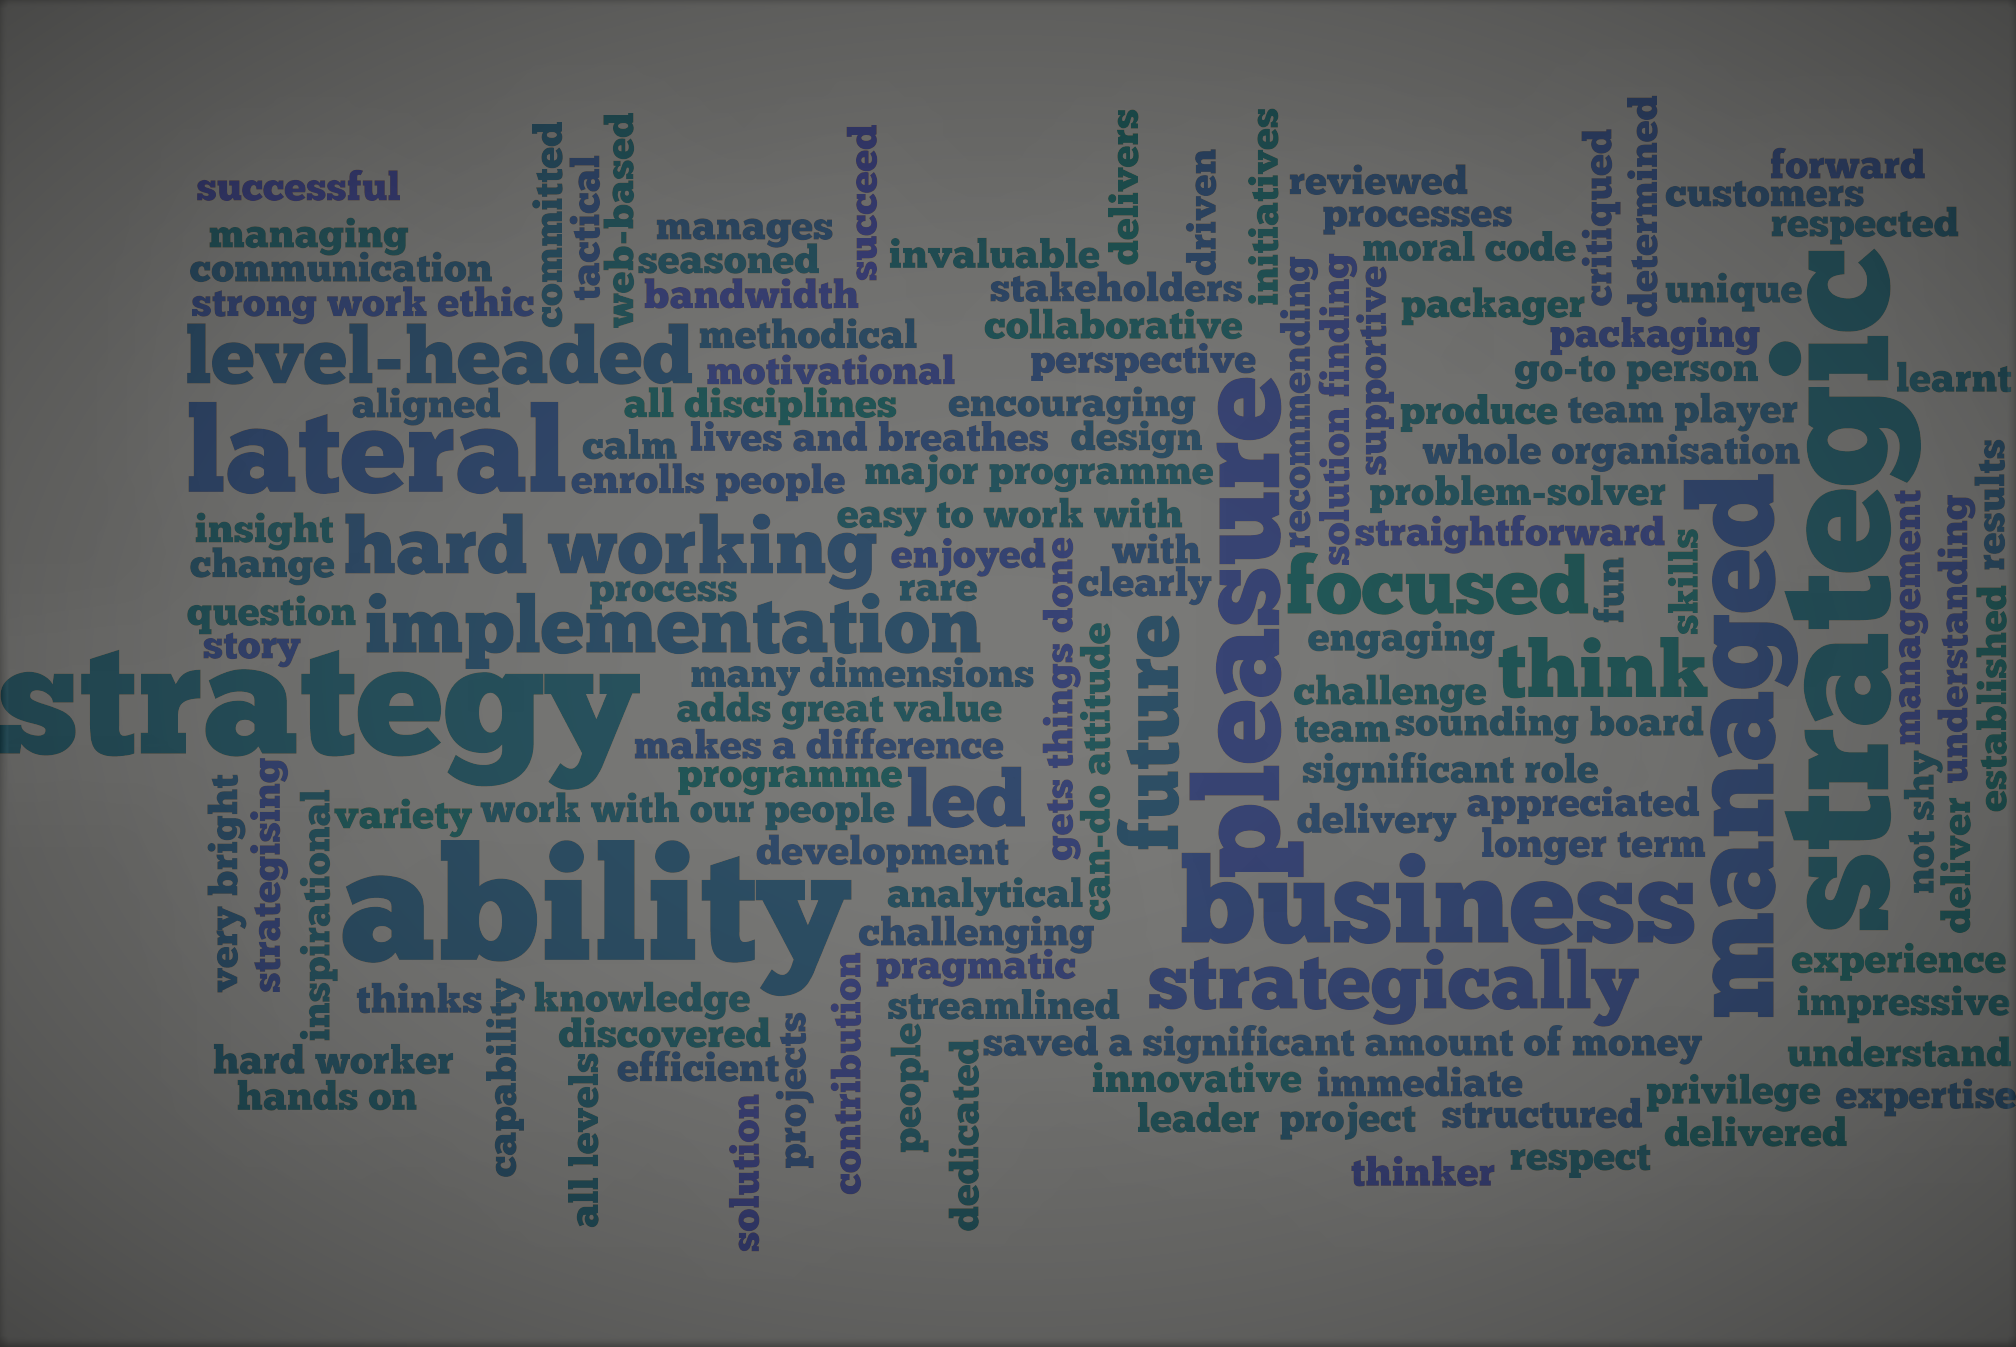 successful
managing
communication
strong work ethic
committed
tactical
web-based
manages
seasoned
bandwidth
succeed
invaluable
delivers
driven
initiatives
stakeholders
collaborative
perspective
reviewed
processes
moral code
critiqued
determined
forward
customers
respected
packager
unique
packaging
go-to person
learnt
level-headed
methodical
motivational
aligned
all disciplines
encouraging
lateral
calm
lives and breathes
design
enrolls people
major programme
recommending
solution finding
supportive
produce
team player
whole organisation
problem-solver
straightforward
strategic
insight
change
hard working
easy to work with
enjoyed
with
clearly
process
rare
pleasure
focused
fun
skills
managed
management
understanding
established results
question
story
implementation
strategy
many dimensions
adds great value
makes a difference
programme
gets things done
can-do attitude
future
engaging
think
challenge
team
sounding board
significant role
delivery
appreciated
longer term
not shy
deliver
very bright
strategising
inspirational
variety
work with our people
led
development
ability
analytical
challenging
pragmatic
streamlined
business
strategically
experience
impressive
understand
thinks
capability
knowledge
discovered
efficient
projects
contribution
people
dedicated
saved a significant amount of money
hard worker
hands on
all levels
solution
innovative
immediate
privilege
expertise
leader
project
structured
delivered
respect
thinker